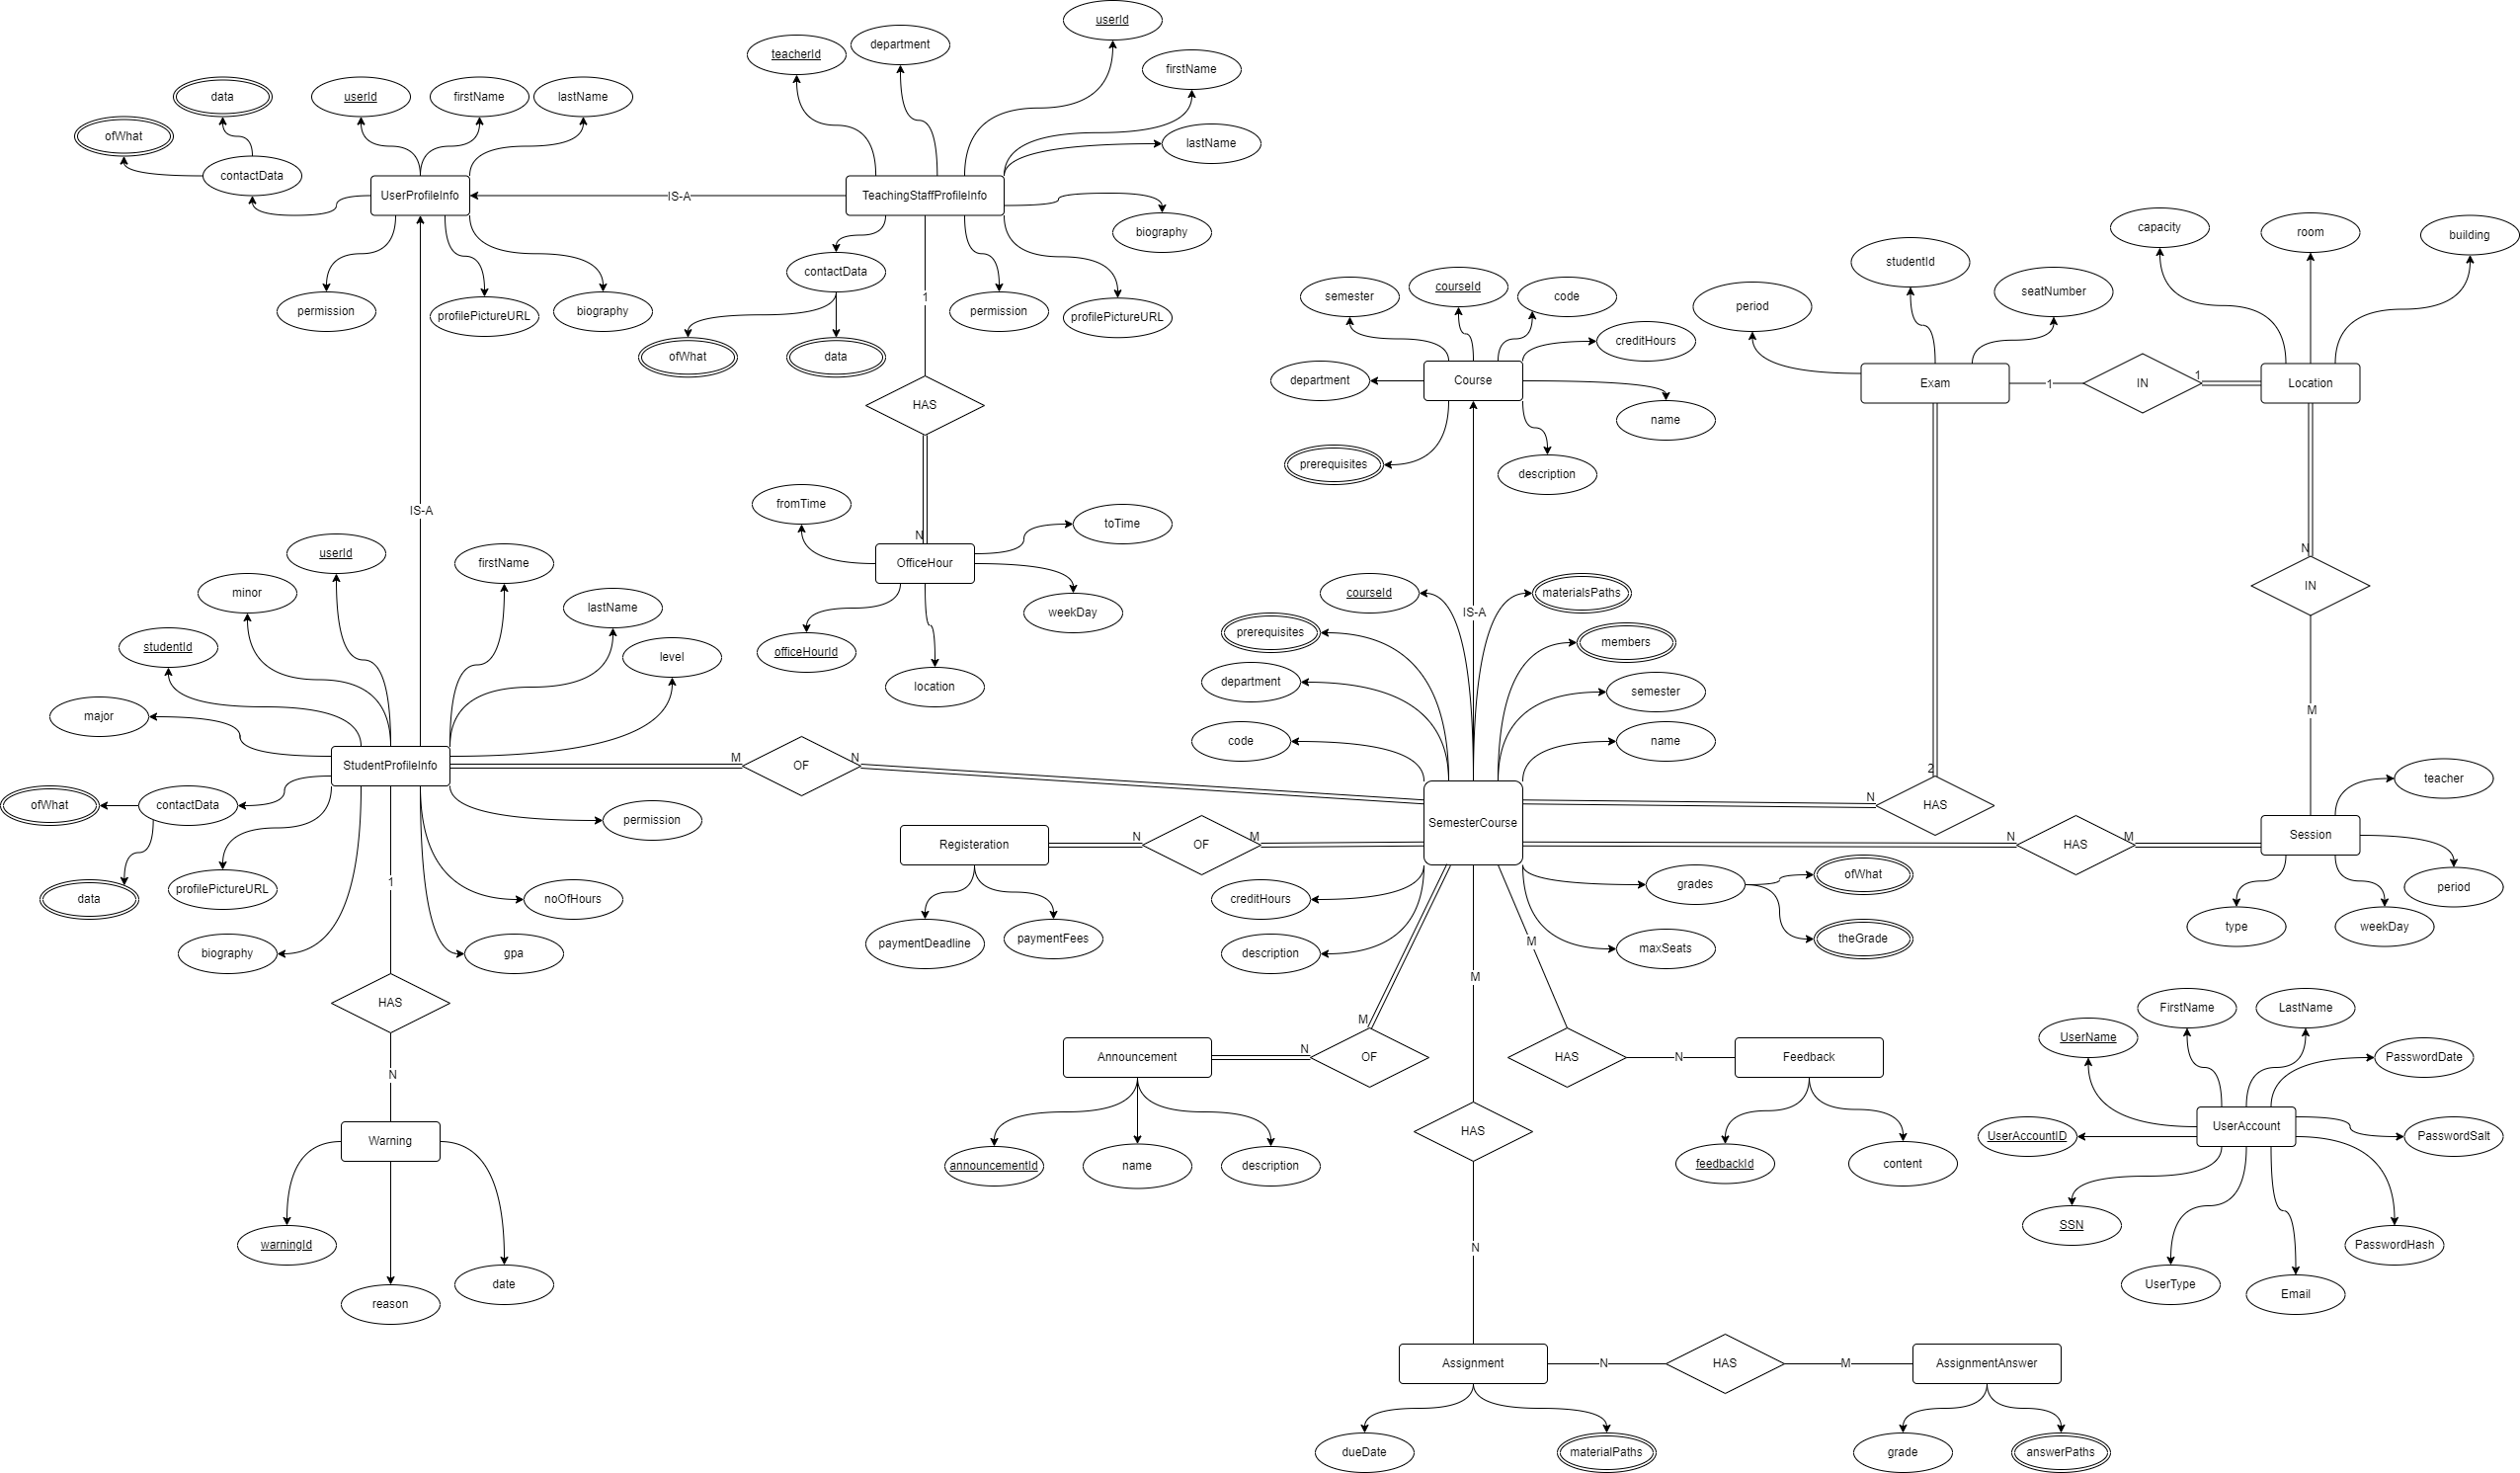 userId
teacherId
department
firstName
lastName
data
userId
firstName
lastName
ofWhat
contactData
UserProfileInfo
IS-A
TeachingStaffProfileInfo
biography
permission
profilePictureURL
biography
contactData
ofWhat
data
1
permission
profilePictureURL
HAS
N
fromTime
toTime
OfficeHour
weekDay
officeHourId
location
semester
courseId
code
creditHours
department
Course
name
prerequisites
description
IS-A
period
studentId
seatNumber
Exam
1
IN
1
Location
capacity
room
building
N
IN
M
IS-A
userId
firstName
minor
lastName
studentId
level
major
StudentProfileInfo
M
OF
N
ofWhat
contactData
permission
data
profilePictureURL
noOfHours
biography
gpa
1
HAS
N
Warning
warningId
reason
date
courseId
materialsPaths
prerequisites
members
department
semester
code
name
SemesterCourse
2
N
HAS
N
HAS
M
Session
teacher
period
type
weekDay
Registeration
N
OF
M
paymentDeadline
paymentFees
creditHours
description
grades
ofWhat
theGrade
maxSeats
M
M
M
Announcement
N
OF
announcementId
name
description
HAS
N
Feedback
feedbackId
content
HAS
N
FirstName
LastName
UserName
PasswordDate
UserAccount
UserAccountID
PasswordSalt
SSN
PasswordHash
UserType
Email
Assignment
N
HAS
M
AssignmentAnswer
dueDate
materialPaths
grade
answerPaths